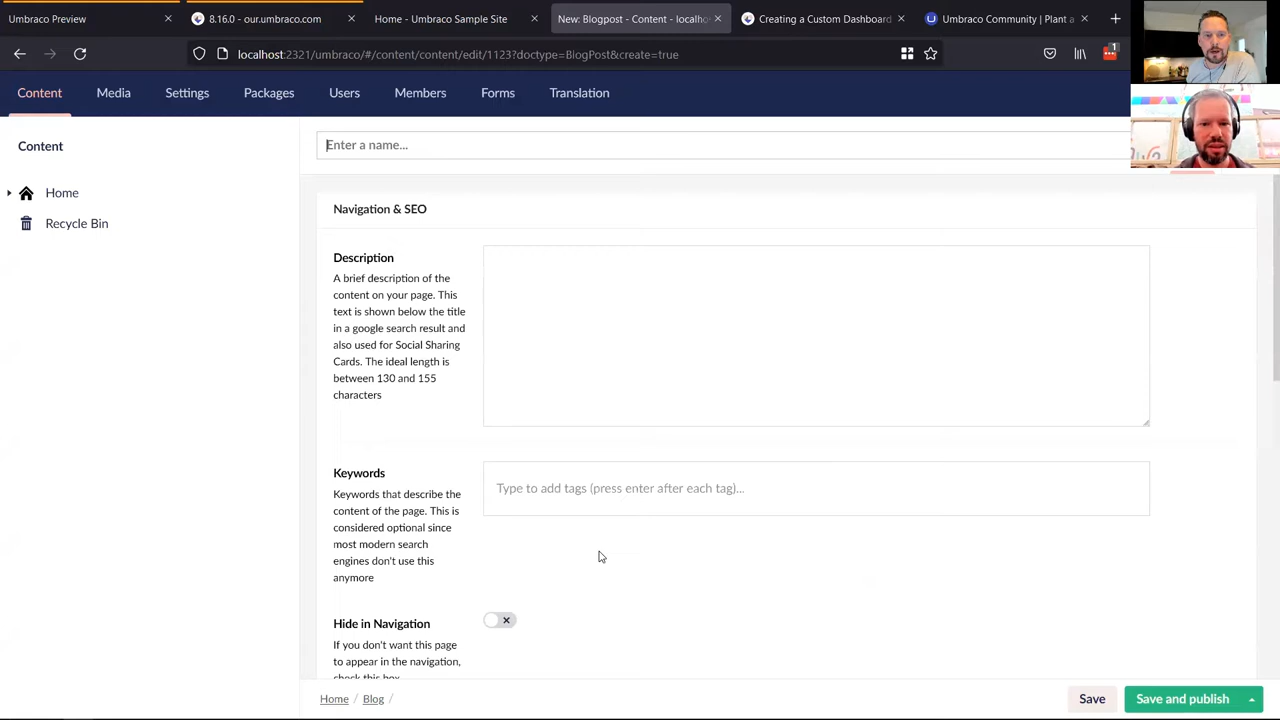 Umbraco Preview
8.16.0 - our.umbraco.com
Home - Umbraco Sample Site
New: Blogpost - Content - localho
Creating a Custom Dashboard
Umbraco Community | Plant a
localhost:2321/umbraco/#/content/content/edit/112
type=BlogPost&create=true
1
Content
Media
Settings
Packages
Users
Members
Forms
Translation
Content
Home
Recycle Bin
Enter a name...
Navigation & SEO
Description
A brief description of the
content on your page. This
text is shown below the title
in a google search result and
also used for Social Sharing
Cards. The ideal length is
between 130 and 155
characters
Keywords
Keywords that describe the
content of the page. This is
considered optional since
most modern search
engines don't use this
anymore
Type to add tags (press enter after each tag)...
Hide in Navigation
If you don't want this page
to appear in the navigation,
check this box
Home / Blog /
Save
Save and publish